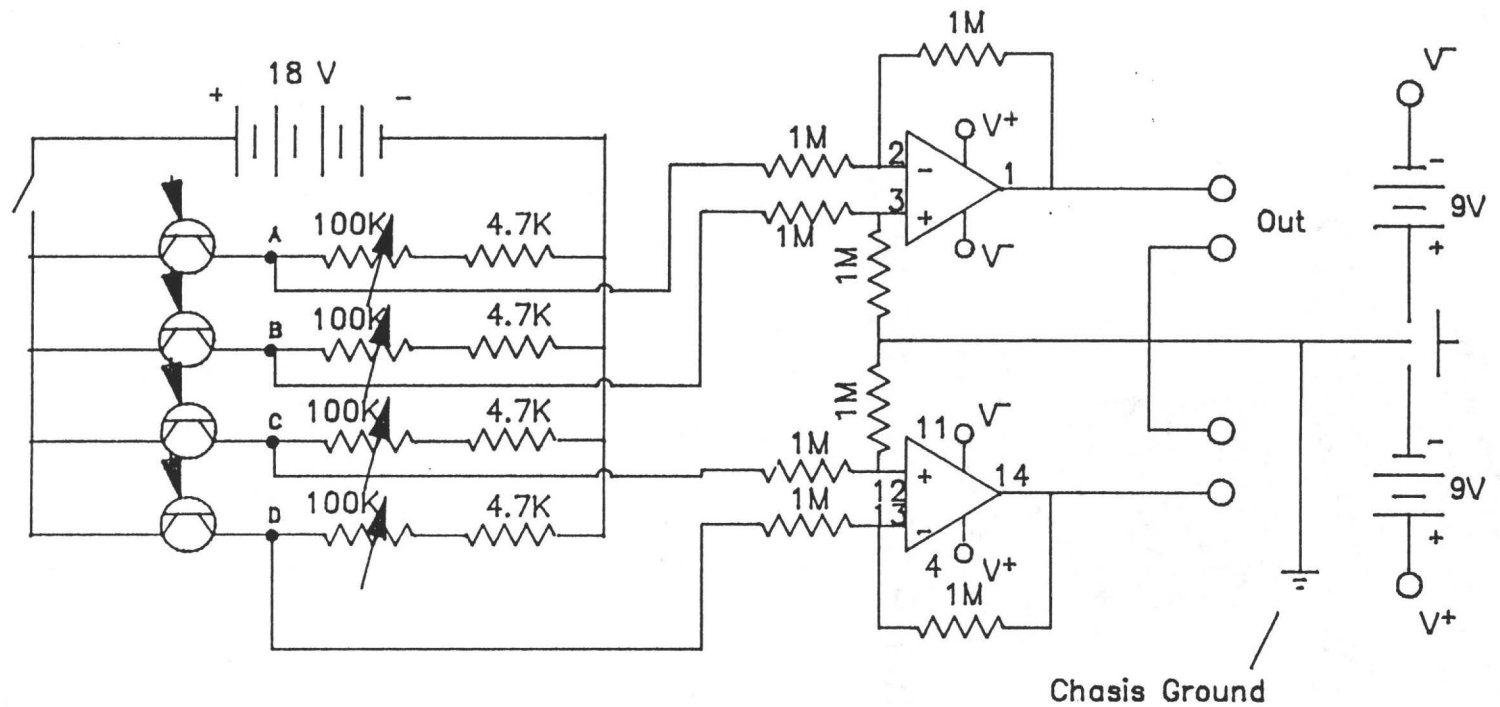 18 V
+
-
A
100K
4.7K
B
100K
4.7K
C
100K
4.7K
D
100K
4.7K
1M
1M
1M
2
-
3
+
1
V+
V-
1M
1M
1M
1M
+
12
13
-
11
V-
14
4
V+
1M
Out
V-
-
9V
+
-
9V
+
V+
Chasis Ground